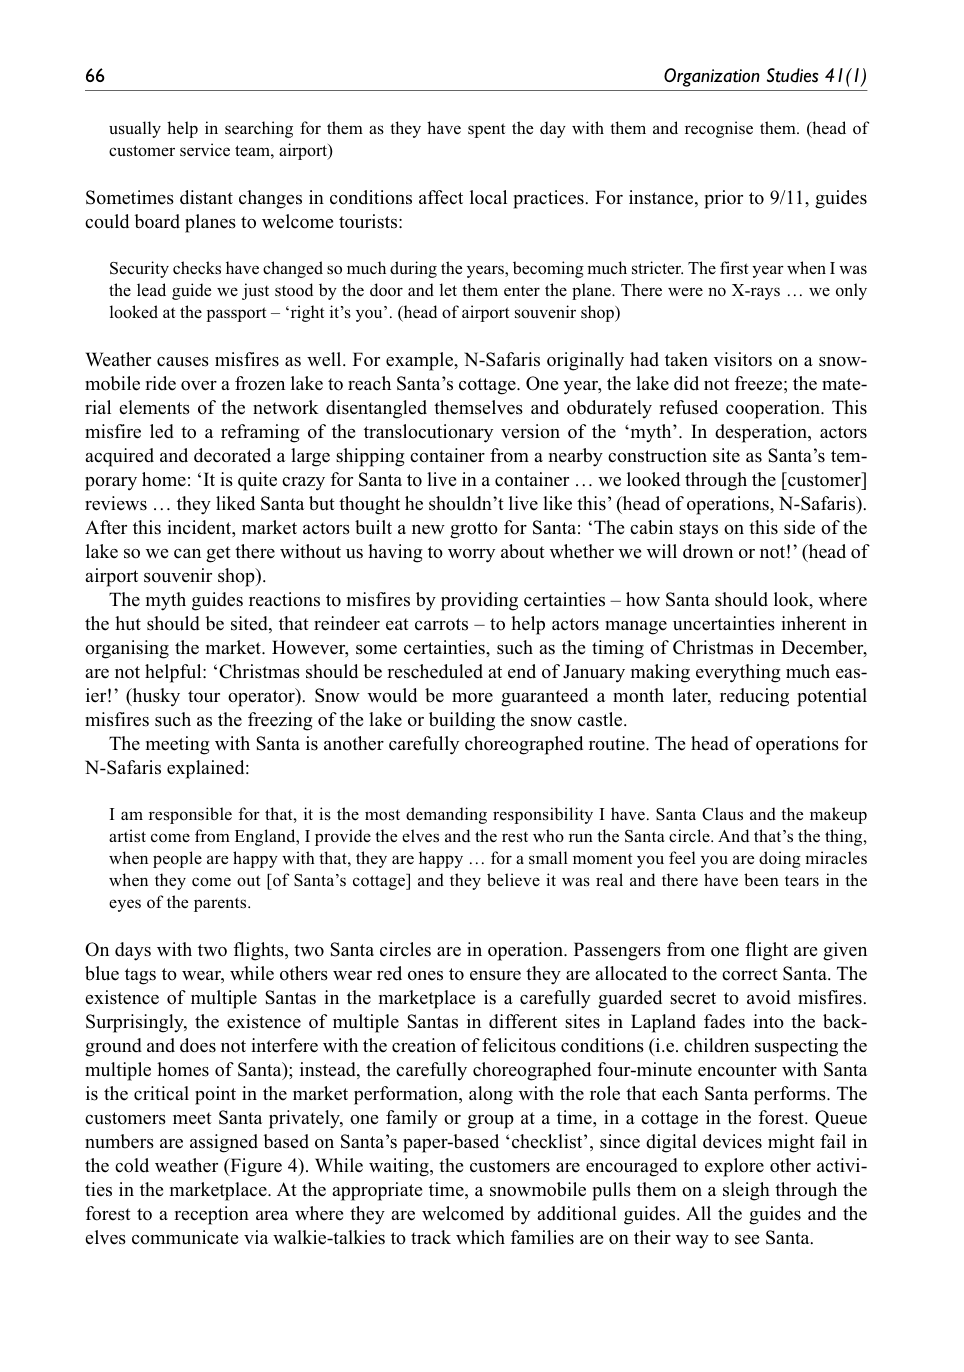 66
Organization Studies 41(1)
usually help in searching for them as they have spent the day with them and recognise them. (head of
customer service team, airport)
Sometimes distant changes in conditions affect local practices. For instance, prior to 9/11, guides
could board planes to welcome tourists:
Security checks have changed so much during the years, becoming much stricter. The first year when I was
the lead guide we just stood by the door and let them enter the plane. There were no X-rays … we only
looked at the passport – ‘right it’s you’. (head of airport souvenir shop)
Weather causes misfires as well. For example, N-Safaris originally had taken visitors on a snow-
mobile ride over a frozen lake to reach Santa’s cottage. One year, the lake did not freeze; the mate-
rial elements of the network disentangled themselves and obdurately refused cooperation. This
misfire led to a reframing of the translocutionary version of the ‘myth’. In desperation, actors
acquired and decorated a large shipping container from a nearby construction site as Santa’s tem-
porary home: ‘It is quite crazy for Santa to live in a container … we looked through the [customer]
reviews … they liked Santa but thought he shouldn’t live like this’ (head of operations, N-Safaris).
After this incident, market actors built a new grotto for Santa: ‘The cabin stays on this side of the
lake so we can get there without us having to worry about whether we will drown or not!’ (head of
airport souvenir shop).
The myth guides reactions to misfires by providing certainties – how Santa should look, where
the hut should be sited, that reindeer eat carrots – to help actors manage uncertainties inherent in
organising the market. However, some certainties, such as the timing of Christmas in December,
are not helpful: ‘Christmas should be rescheduled at end of January making everything much eas-
ier!’ (husky tour operator). Snow would be more guaranteed a month later, reducing potential
misfires such as the freezing of the lake or building the snow castle.
The meeting with Santa is another carefully choreographed routine. The head of operations for
N-Safaris explained:
I am responsible for that, it is the most demanding responsibility I have. Santa Claus and the makeup
artist come from England, I provide the elves and the rest who run the Santa circle. And that’s the thing,
when people are happy with that, they are happy … for a small moment you feel you are doing miracles
when they come out [of Santa’s cottage] and they believe it was real and there have been tears in the
eyes of the parents.
On days with two flights, two Santa circles are in operation. Passengers from one flight are given
blue tags to wear, while others wear red ones to ensure they are allocated to the correct Santa. The
existence of multiple Santas in the marketplace is a carefully guarded secret to avoid misfires.
Surprisingly, the existence of multiple Santas in different sites in Lapland fades into the back-
ground and does not interfere with the creation of felicitous conditions (i.e. children suspecting the
multiple homes of Santa); instead, the carefully choreographed four-minute encounter with Santa
is the critical point in the market performation, along with the role that each Santa performs. The
customers meet Santa privately, one family or group at a time, in a cottage in the forest. Queue
numbers are assigned based on Santa’s paper-based ‘checklist’, since digital devices might fail in
the cold weather (Figure 4). While waiting, the customers are encouraged to explore other activi-
ties in the marketplace. At the appropriate time, a snowmobile pulls them on a sleigh through the
forest to a reception area where they are welcomed by additional guides. All the guides and the
elves communicate via walkie-talkies to track which families are on their way to see Santa.